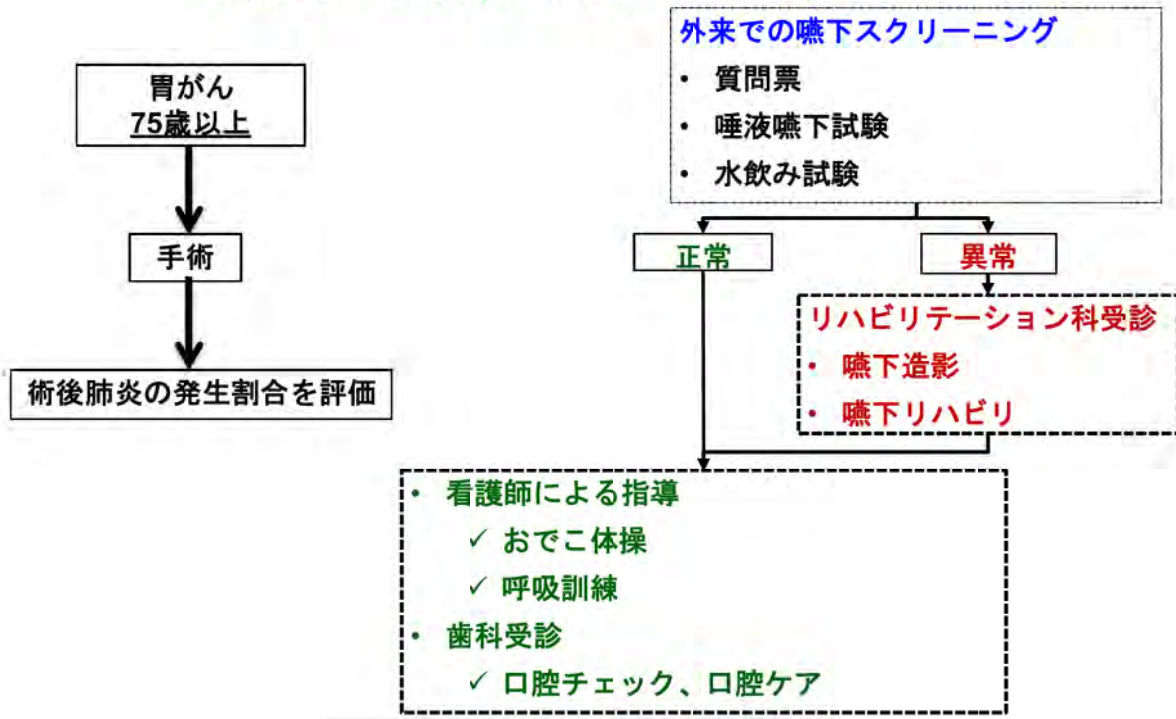 胃がん
75歳以上
手術
術後肺炎の発生割合を評価
外来での嚥下スクリーニング
・ 質問票
・ 唾液嚥下試験
・ 水飲み試験
正常
異常
リハビリテーション科受診
・ 嚥下造影
・ 嚥下リハビリ
・ 看護師による指導
✓ おでこ体操
✓ 呼吸訓練
・ 歯科受診
✓ 口腔チェック、口腔ケア